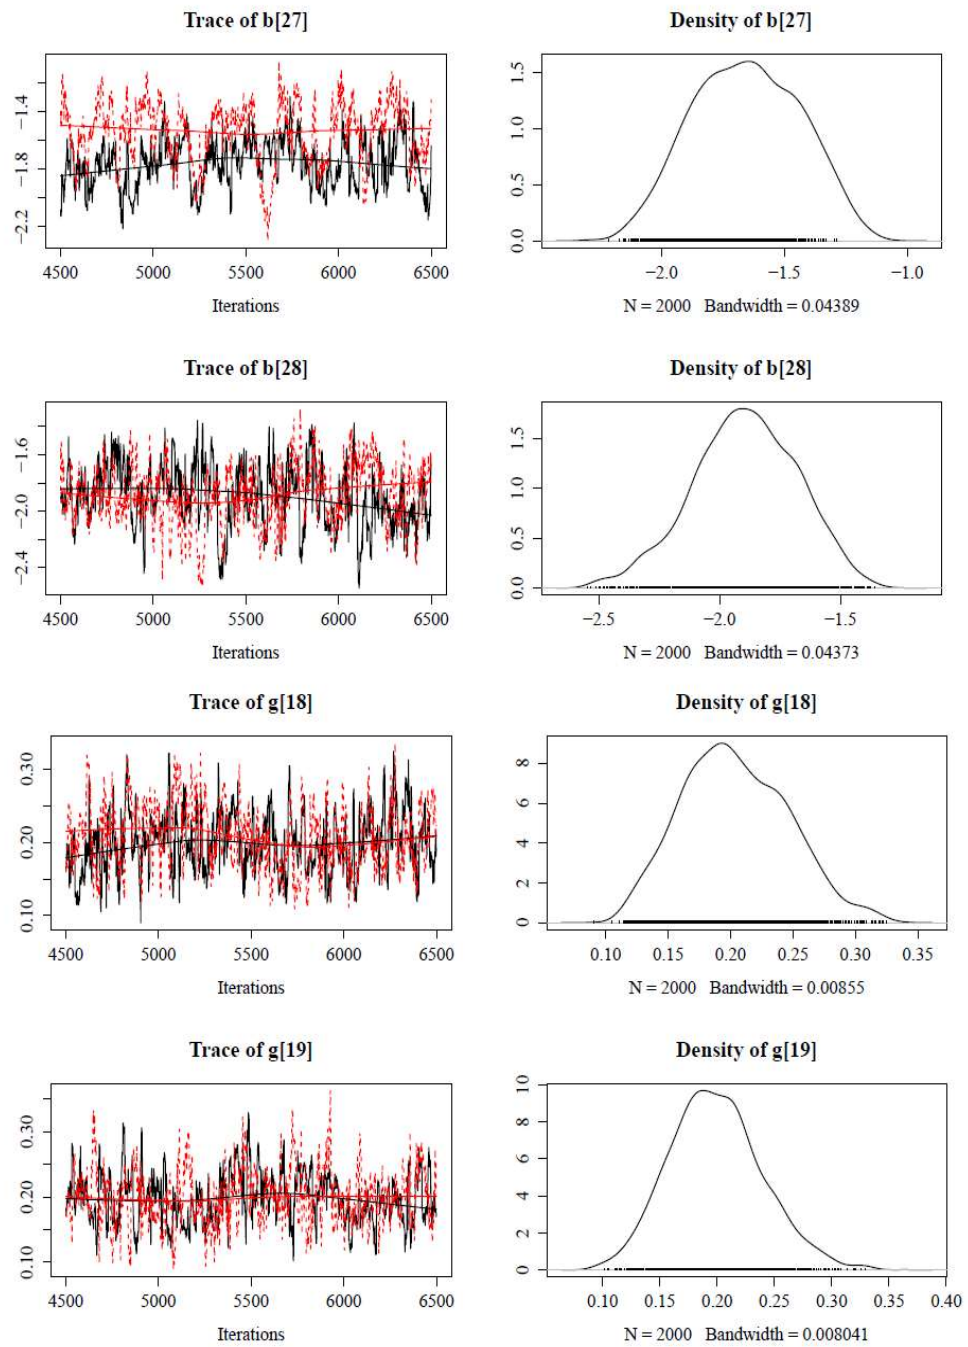 Trace of b[27]
−1.4
−1.8
−2.2
4500 5000 5500 6000 6500
Iterations
Density of b[27]
1.5
1.0
0.5
0.0
−2.0 −1.5 −1.0
N = 2000 Bandwidth = 0.04389
Trace of b[28]
−1.6
−2.0
−2.4
4500 5000 5500 6000 6500
Iterations
Density of b[28]
1.5
1.0
0.5
0.0
−2.5 −2.0 −1.5
N = 2000 Bandwidth = 0.04373
Trace of g[18]
0.30
0.20
0.10
4500 5000 5500 6000 6500
Iterations
Density of g[18]
8
6
4
2
0
0.10 0.15 0.20 0.25 0.30 0.35
N = 2000 Bandwidth = 0.00855
Trace of g[19]
0.30
0.20
0.10
4500 5000 5500 6000 6500
Iterations
Density of g[19]
10
8
6
4
2
0
0.10 0.15 0.20 0.25 0.30 0.35 0.40
N = 2000 Bandwidth = 0.008041